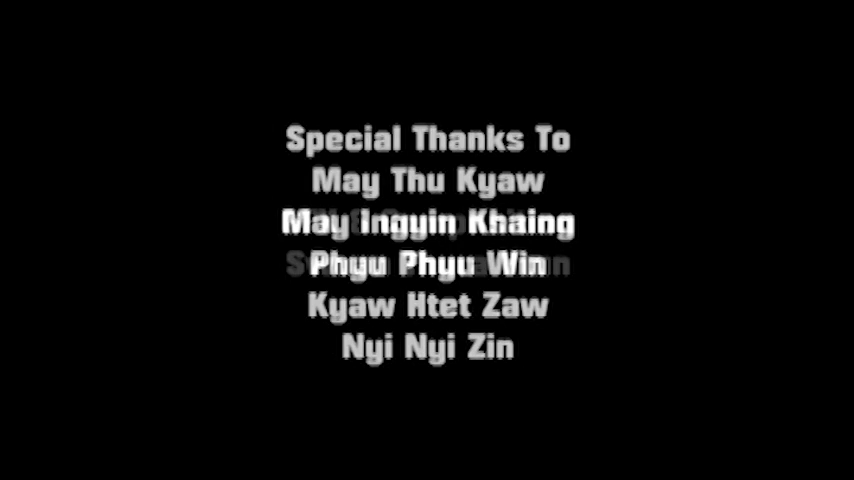 Special Thanks To
May Thu Kyaw
May Ingyin Khaing
Phyu Phyu Win
Kyaw Htet Zaw
Nyi Nyi Zin